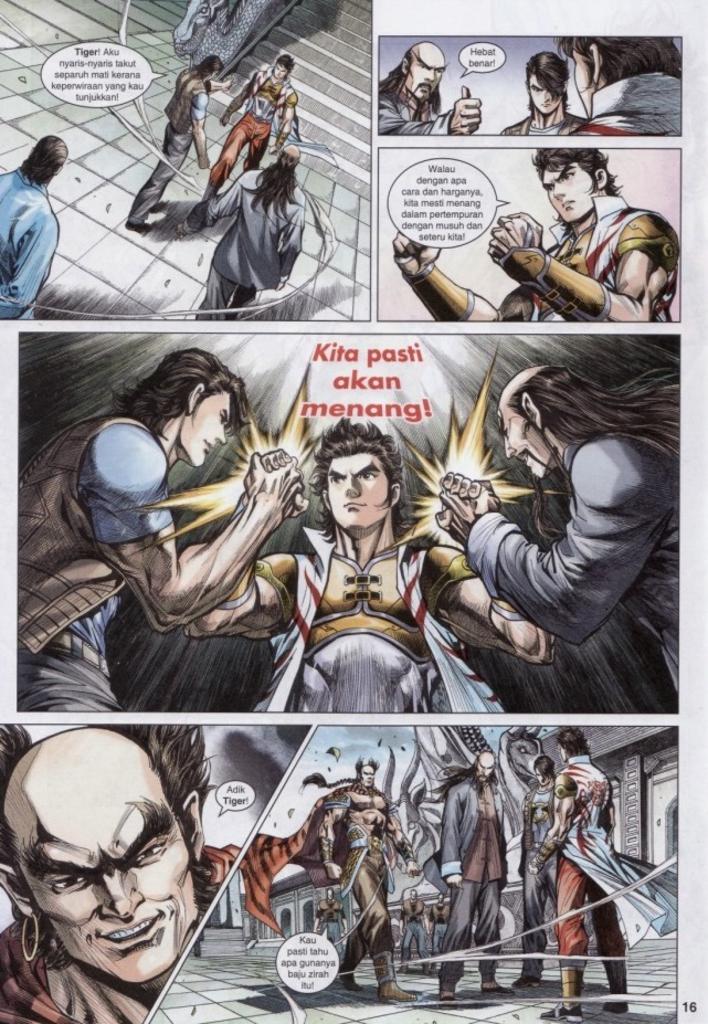 Tiger! Aku
nyaris-nyaris takut
separuh mati kerana
keperwiraan yang kau
tunjukkan!
Hebat
benar!
Walau
dengan apa
cara dan harganya,
kita mesti menang
dalam pertempuran
dengan Yi dan
seteru kita!
Kita pasti
akan
menang!
Adik
Tiger!
Kau
pasti tahu
apa gunanya
baju zirah
itu!
16